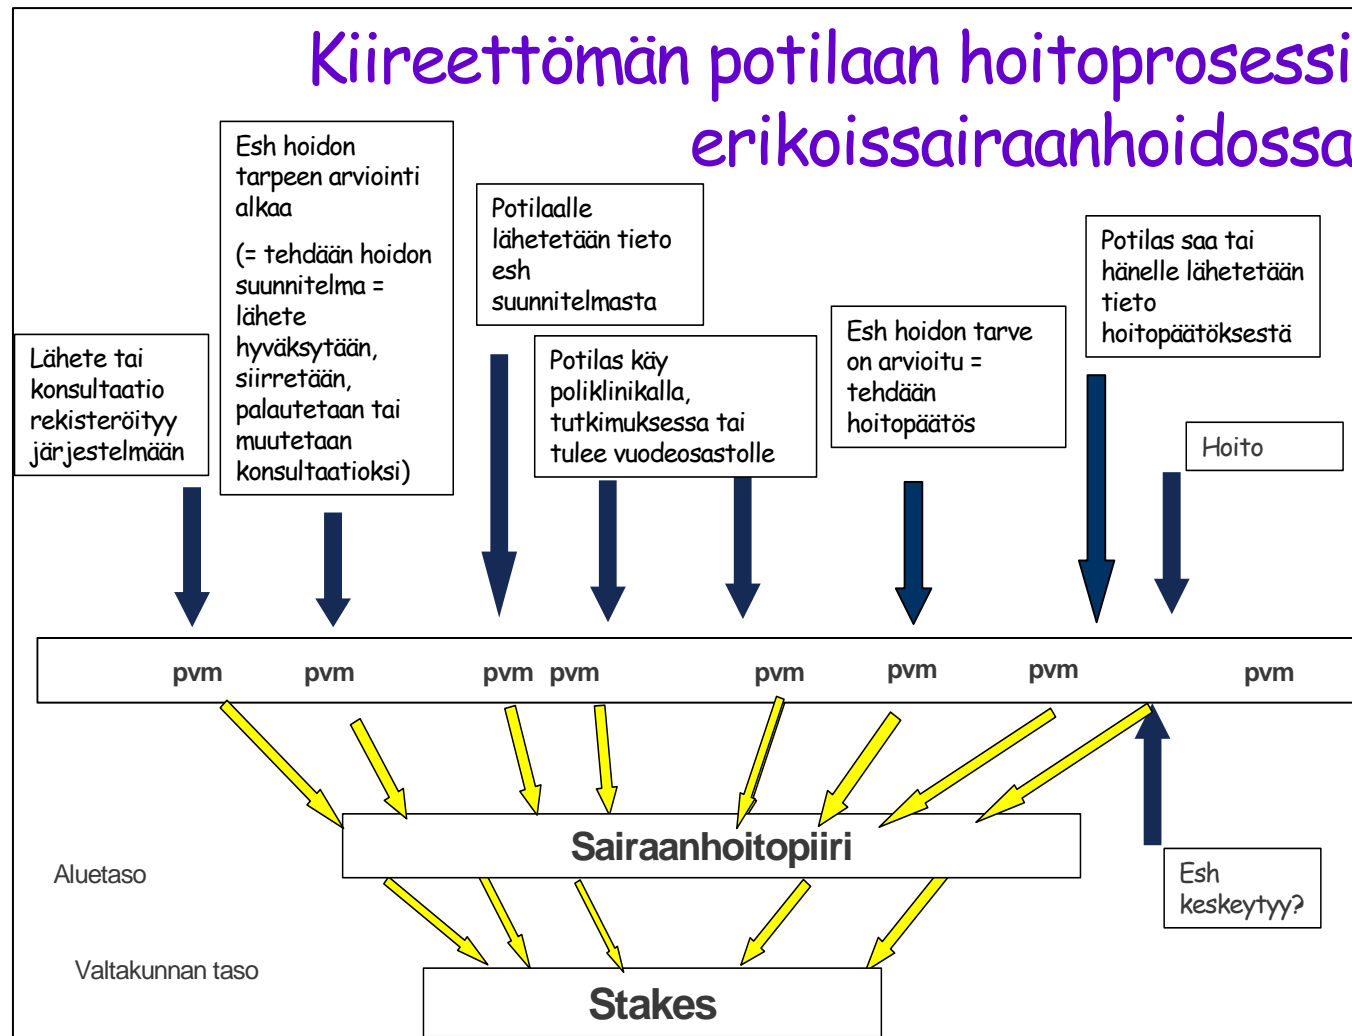 Kiireettömän potilaan hoitoprosessi
erikoissairaanhoidossa
Lähete tai
konsultaatio
rekisteröityy
järjestelmään
Esh hoidon
tarpeen arviointi
alkaa
(= tehdään hoidon
suunnitelma =
lähete
hyväksytään,
siirretään,
palautetaan tai
muutetaan
konsultaatioksi)
Potilaalle
lähetetään tieto
esh
suunnitelmasta
Potilas käy
poliklinikalla,
tutkimuksessa tai
tulee vuodeosastolle
Esh hoidon tarve
on arvioitu =
tehdään
hoitopäätös
Potilas saa tai
hänelle lähetetään
tieto
hoitopäätöksestä
Hoito
pvm pvm pvm pvm pvm pvm pvm pvm
Sairaanhoitopiiri
Aluetaso
Esh
keskeytyy?
Valtakunnan taso
Stakes